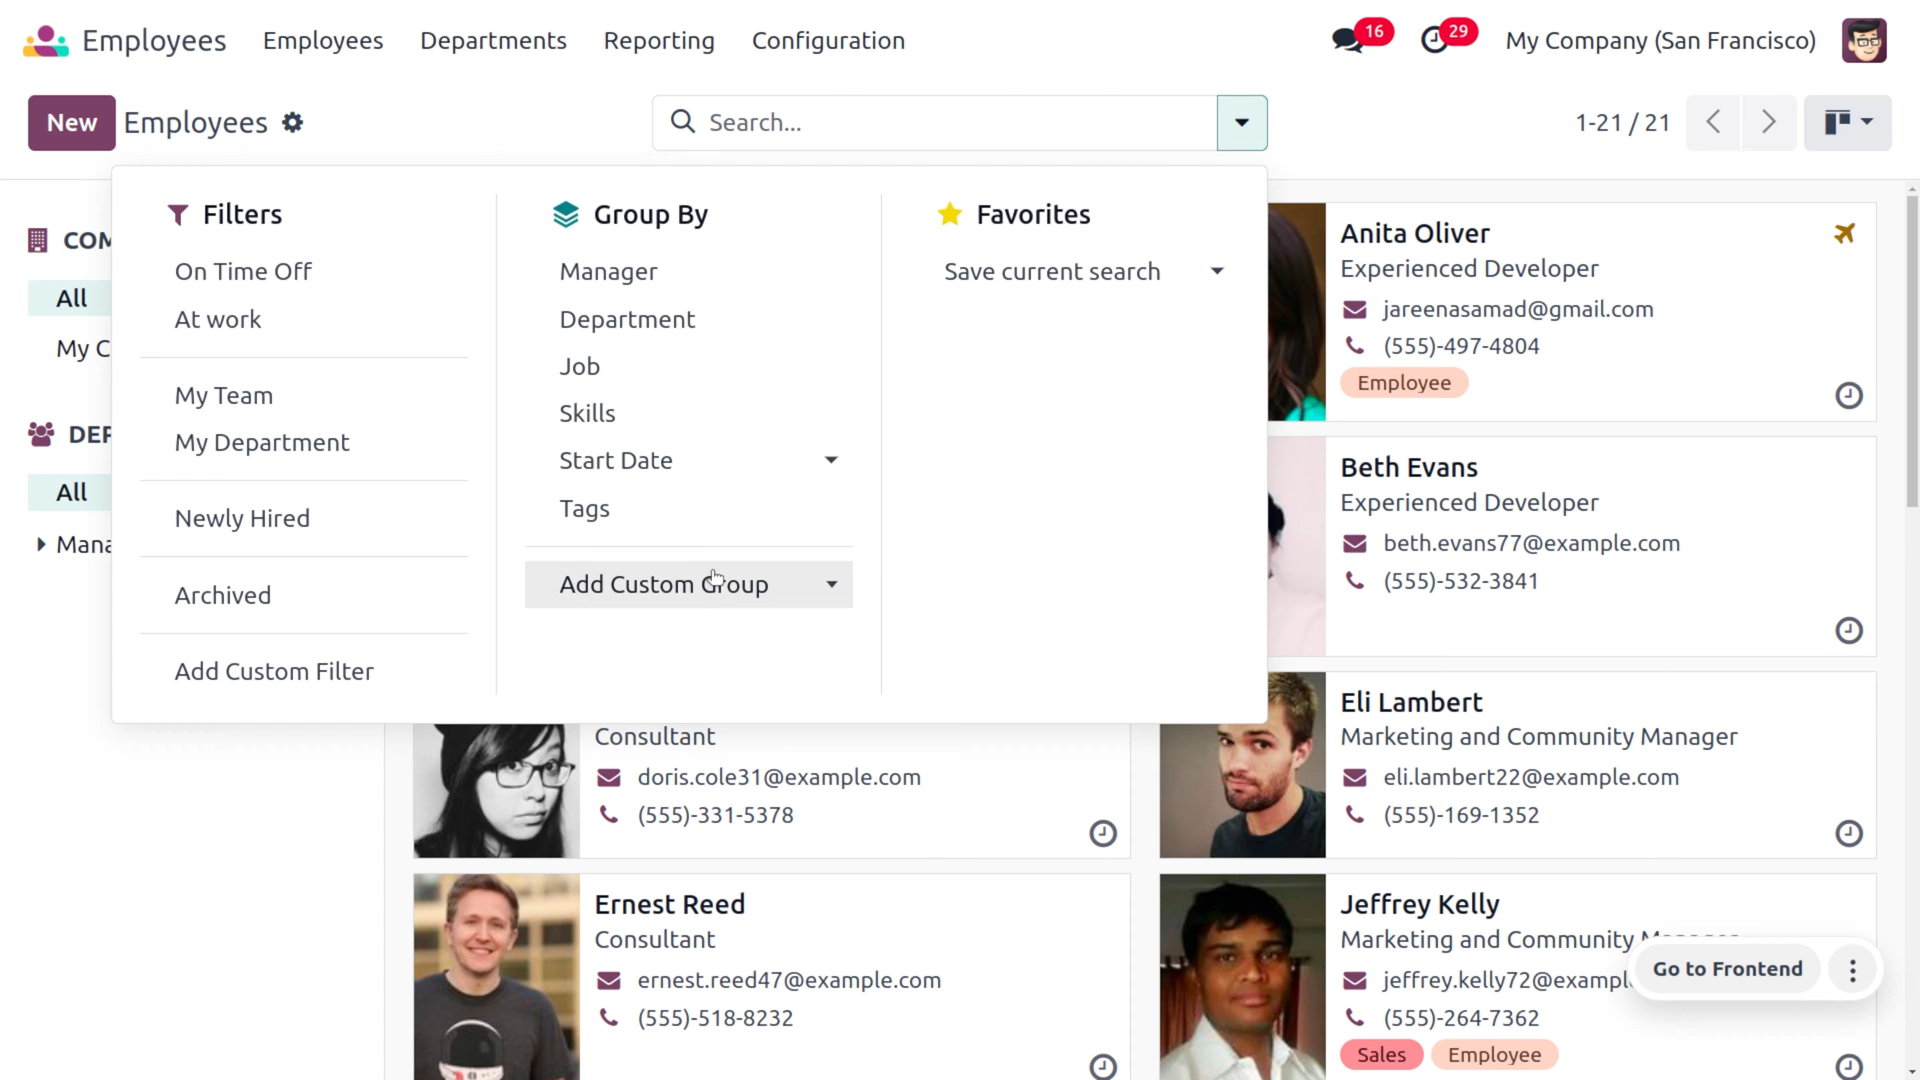 Employees Employees Departments Reporting Configuration 16 29 My Company (San Francisco)
New Employees Search... 1-21 / 21
Filters
On Time Off
At work
My Team
My Department
Newly Hired
Archived
Add Custom Filter
Group By
Manager
Department
Job
Skills
Start Date
Tags
Add Custom Group
Favorites
Save current search
COM
All
My C
DEP
All
Mana
Anita Oliver
Experienced Developer
jareenasamad@gmail.com
(555)-497-4804
Employee
Beth Evans
Experienced Developer
beth.evans77@example.com
(555)-532-3841
Consultant
doris.cole31@example.com
(555)-331-5378
Eli Lambert
Marketing and Community Manager
eli.lambert22@example.com
(555)-169-1352
Ernest Reed
Consultant
ernest.reed47@example.com
(555)-518-8232
Jeffrey Kelly
Marketing and Community Manager
jeffrey.kelly72@exampl
(555)-264-7362
Sales Employee
Go to Frontend